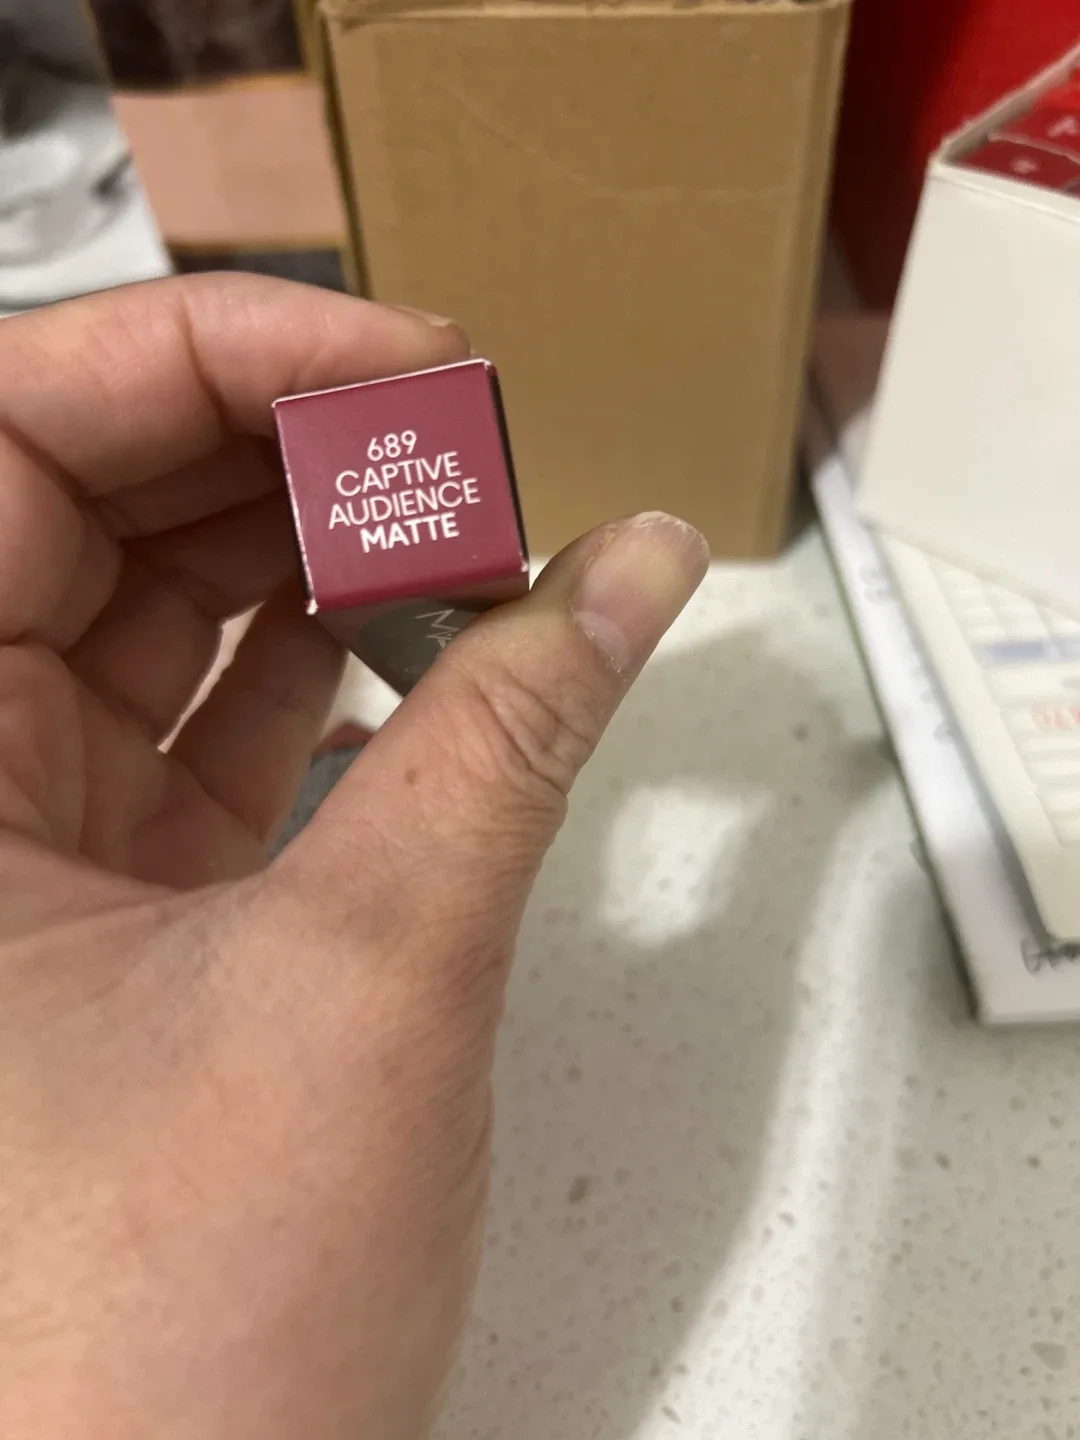 689
CAPTIVE
AUDIENCE
MATTE